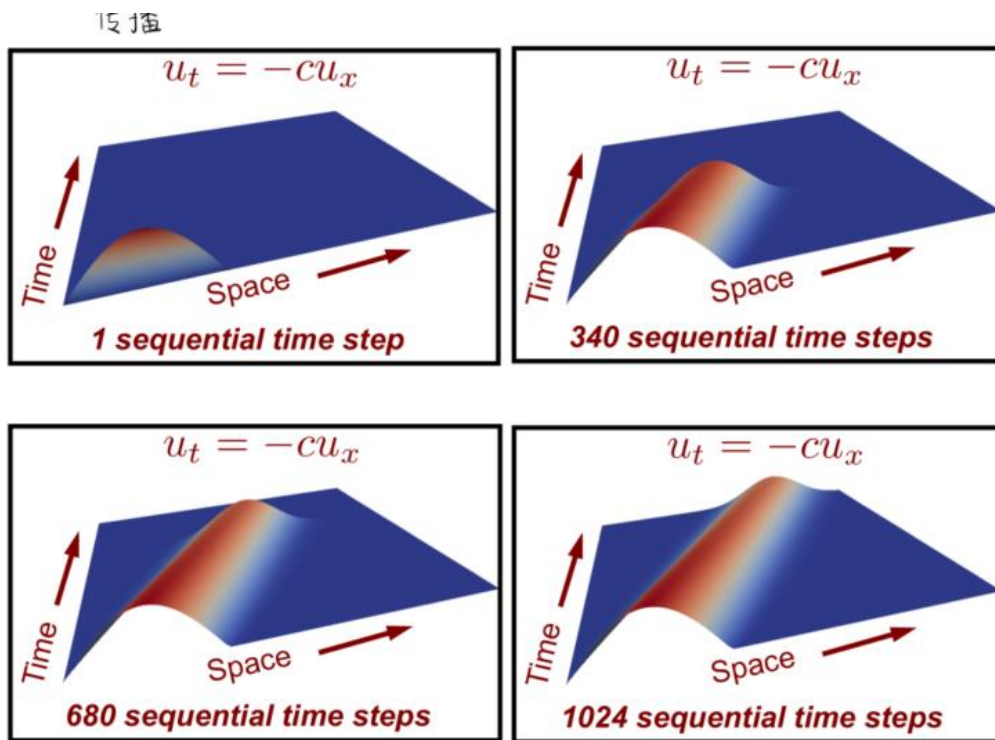 传播
u_t = -cu_x
Time
Space
1 sequential time step
u_t = -cu_x
Time
Space
340 sequential time steps
u_t = -cu_x
Time
Space
680 sequential time steps
u_t = -cu_x
Time
Space
1024 sequential time steps